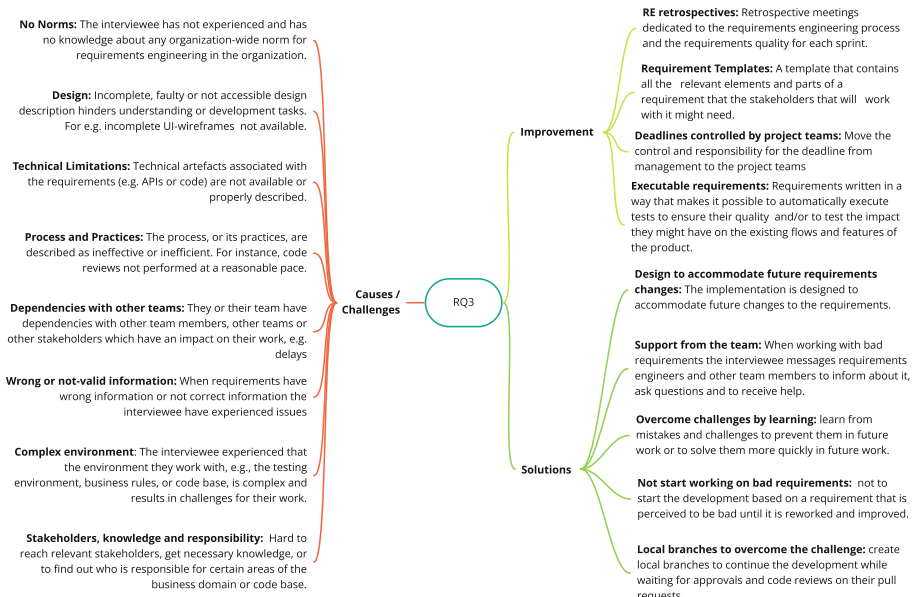 No Norms: The interviewee has not experienced and has
no knowledge about any organization-wide norm for
requirements engineering in the organization.
Design: Incomplete, faulty or not accessible design
description hinders understanding or development tasks.
For e.g. incomplete UI-wireframes not available.
Technical Limitations: Technical artefacts associated with
the requirements (e.g. APIs or code) are not available or
properly described.
Process and Practices: The process, or its practices, are
described as ineffective or inefficient. For instance, code
reviews not performed at a reasonable pace.
Dependencies with other teams: They or their team have
dependencies with other team members, other teams or
other stakeholders which have an impact on their work, e.g.
delays
Wrong or not-valid information: When requirements have
wrong information or not correct information the
interviewee have experienced issues
Complex environment: The interviewee experienced that
the environment they work with, e.g., the testing
environment, business rules, or code base, is complex and
results in challenges for their work.
Stakeholders, knowledge and responsibility: Hard to
reach relevant stakeholders, get necessary knowledge, or
to find out who is responsible for certain areas of the
business domain or code base.
Causes /
Challenges
RQ3
Improvement
RE retrospectives: Retrospective meetings
dedicated to the requirements engineering process
and the requirements quality for each sprint.
Requirement Templates: A template that contains
all the relevant elements and parts of a
requirement that the stakeholders that will work
with it might need.
Deadlines controlled by project teams: Move the
control and responsibility for the deadline from
management to the project teams
Executable requirements: Requirements written in a
way that makes it possible to automatically execute
tests to ensure their quality and/or to test the impact
they might have on the existing flows and features of
the product.
Solutions
Design to accommodate future requirements
changes: The implementation is designed to
accommodate future changes to the requirements.
Support from the team: When working with bad
requirements the interviewee messages requirements
engineers and other team members to inform about it,
ask questions and to receive help.
Overcome challenges by learning: learn from
mistakes and challenges to prevent them in future
work or to solve them more quickly in future work.
Not start working on bad requirements: not to
start the development based on a requirement that is
perceived to be bad until it is reworked and improved.
Local branches to overcome the challenge: create
local branches to continue the development while
waiting for approvals and code reviews on their pull
requests